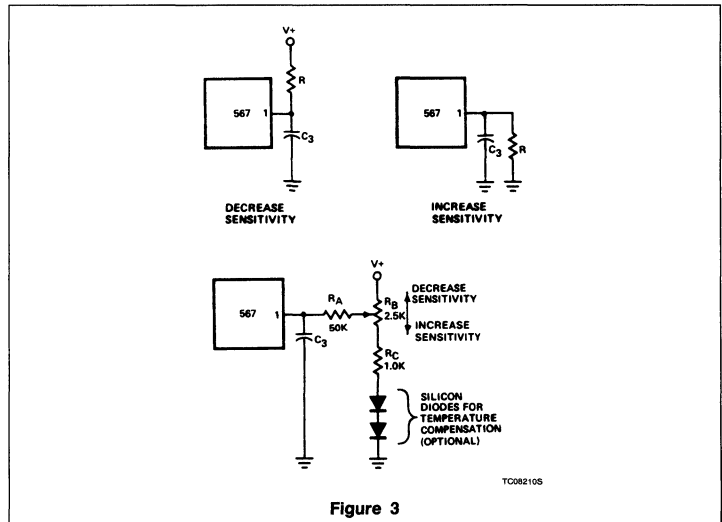 V+
R
567 1
C3
DECREASE
SENSITIVITY
567 1
C3
R
INCREASE
SENSITIVITY
V+
567 1
RA
50K
RB
2.5K
DECREASE
SENSITIVITY
INCREASE
SENSITIVITY
C3
RC
1.0K
SILICON
DIODES FOR
TEMPERATURE
COMPENSATION
(OPTIONAL)
TC08210S
Figure 3